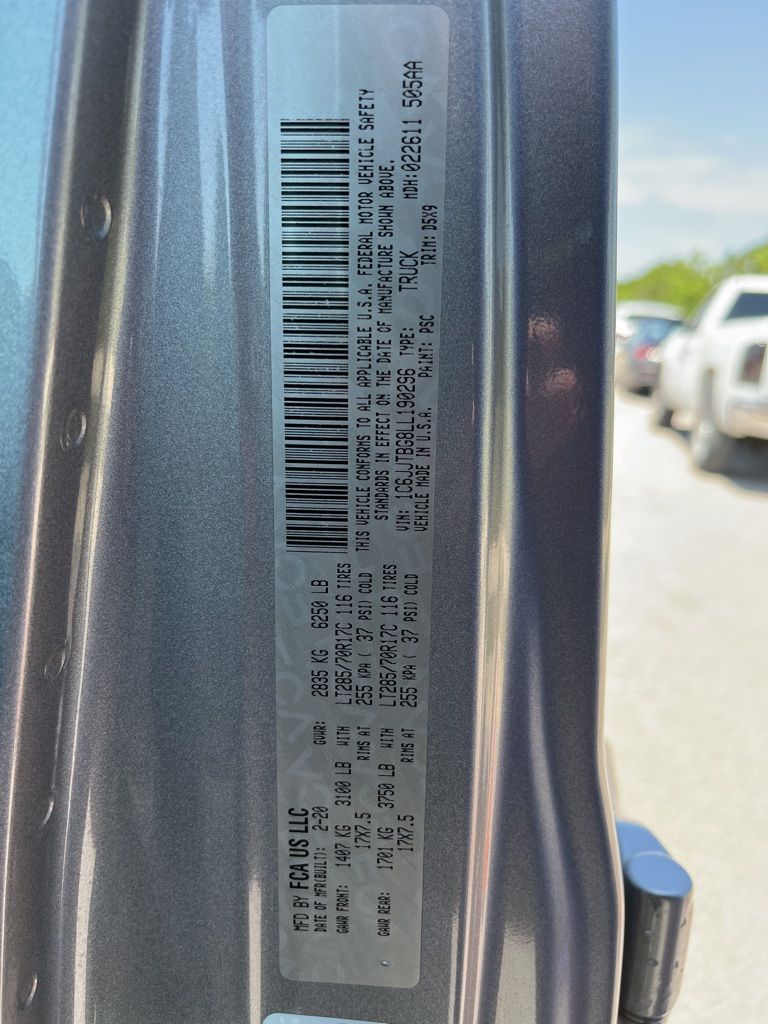 MFD BY FCA US LLC
DATE OF MFR(BUILT): 2-20 GVWR: 2835 KG 6250 LB
GAWR FRONT: 1407 KG 3100 LB WITH LT285/70R17C 116 TIRES
17X7.5 RIMS AT 255 KPA ( 37 PSI) COLD
GAWR REAR: 1701 KG 3750 LB WITH LT285/70R17C 116 TIRES
17X7.5 RIMS AT 255 KPA ( 37 PSI) COLD
THIS VEHICLE CONFORMS TO ALL APPLICABLE U.S.A. FEDERAL MOTOR VEHICLE SAFETY
STANDARDS IN EFFECT ON THE DATE OF MANUFACTURE SHOWN ABOVE.
VIN: 1C6JJTBG8LL190296 TYPE: TRUCK MDH:022611 505AA
VEHICLE MADE IN U.S.A. PAINT: PSC TRIM: D5X9